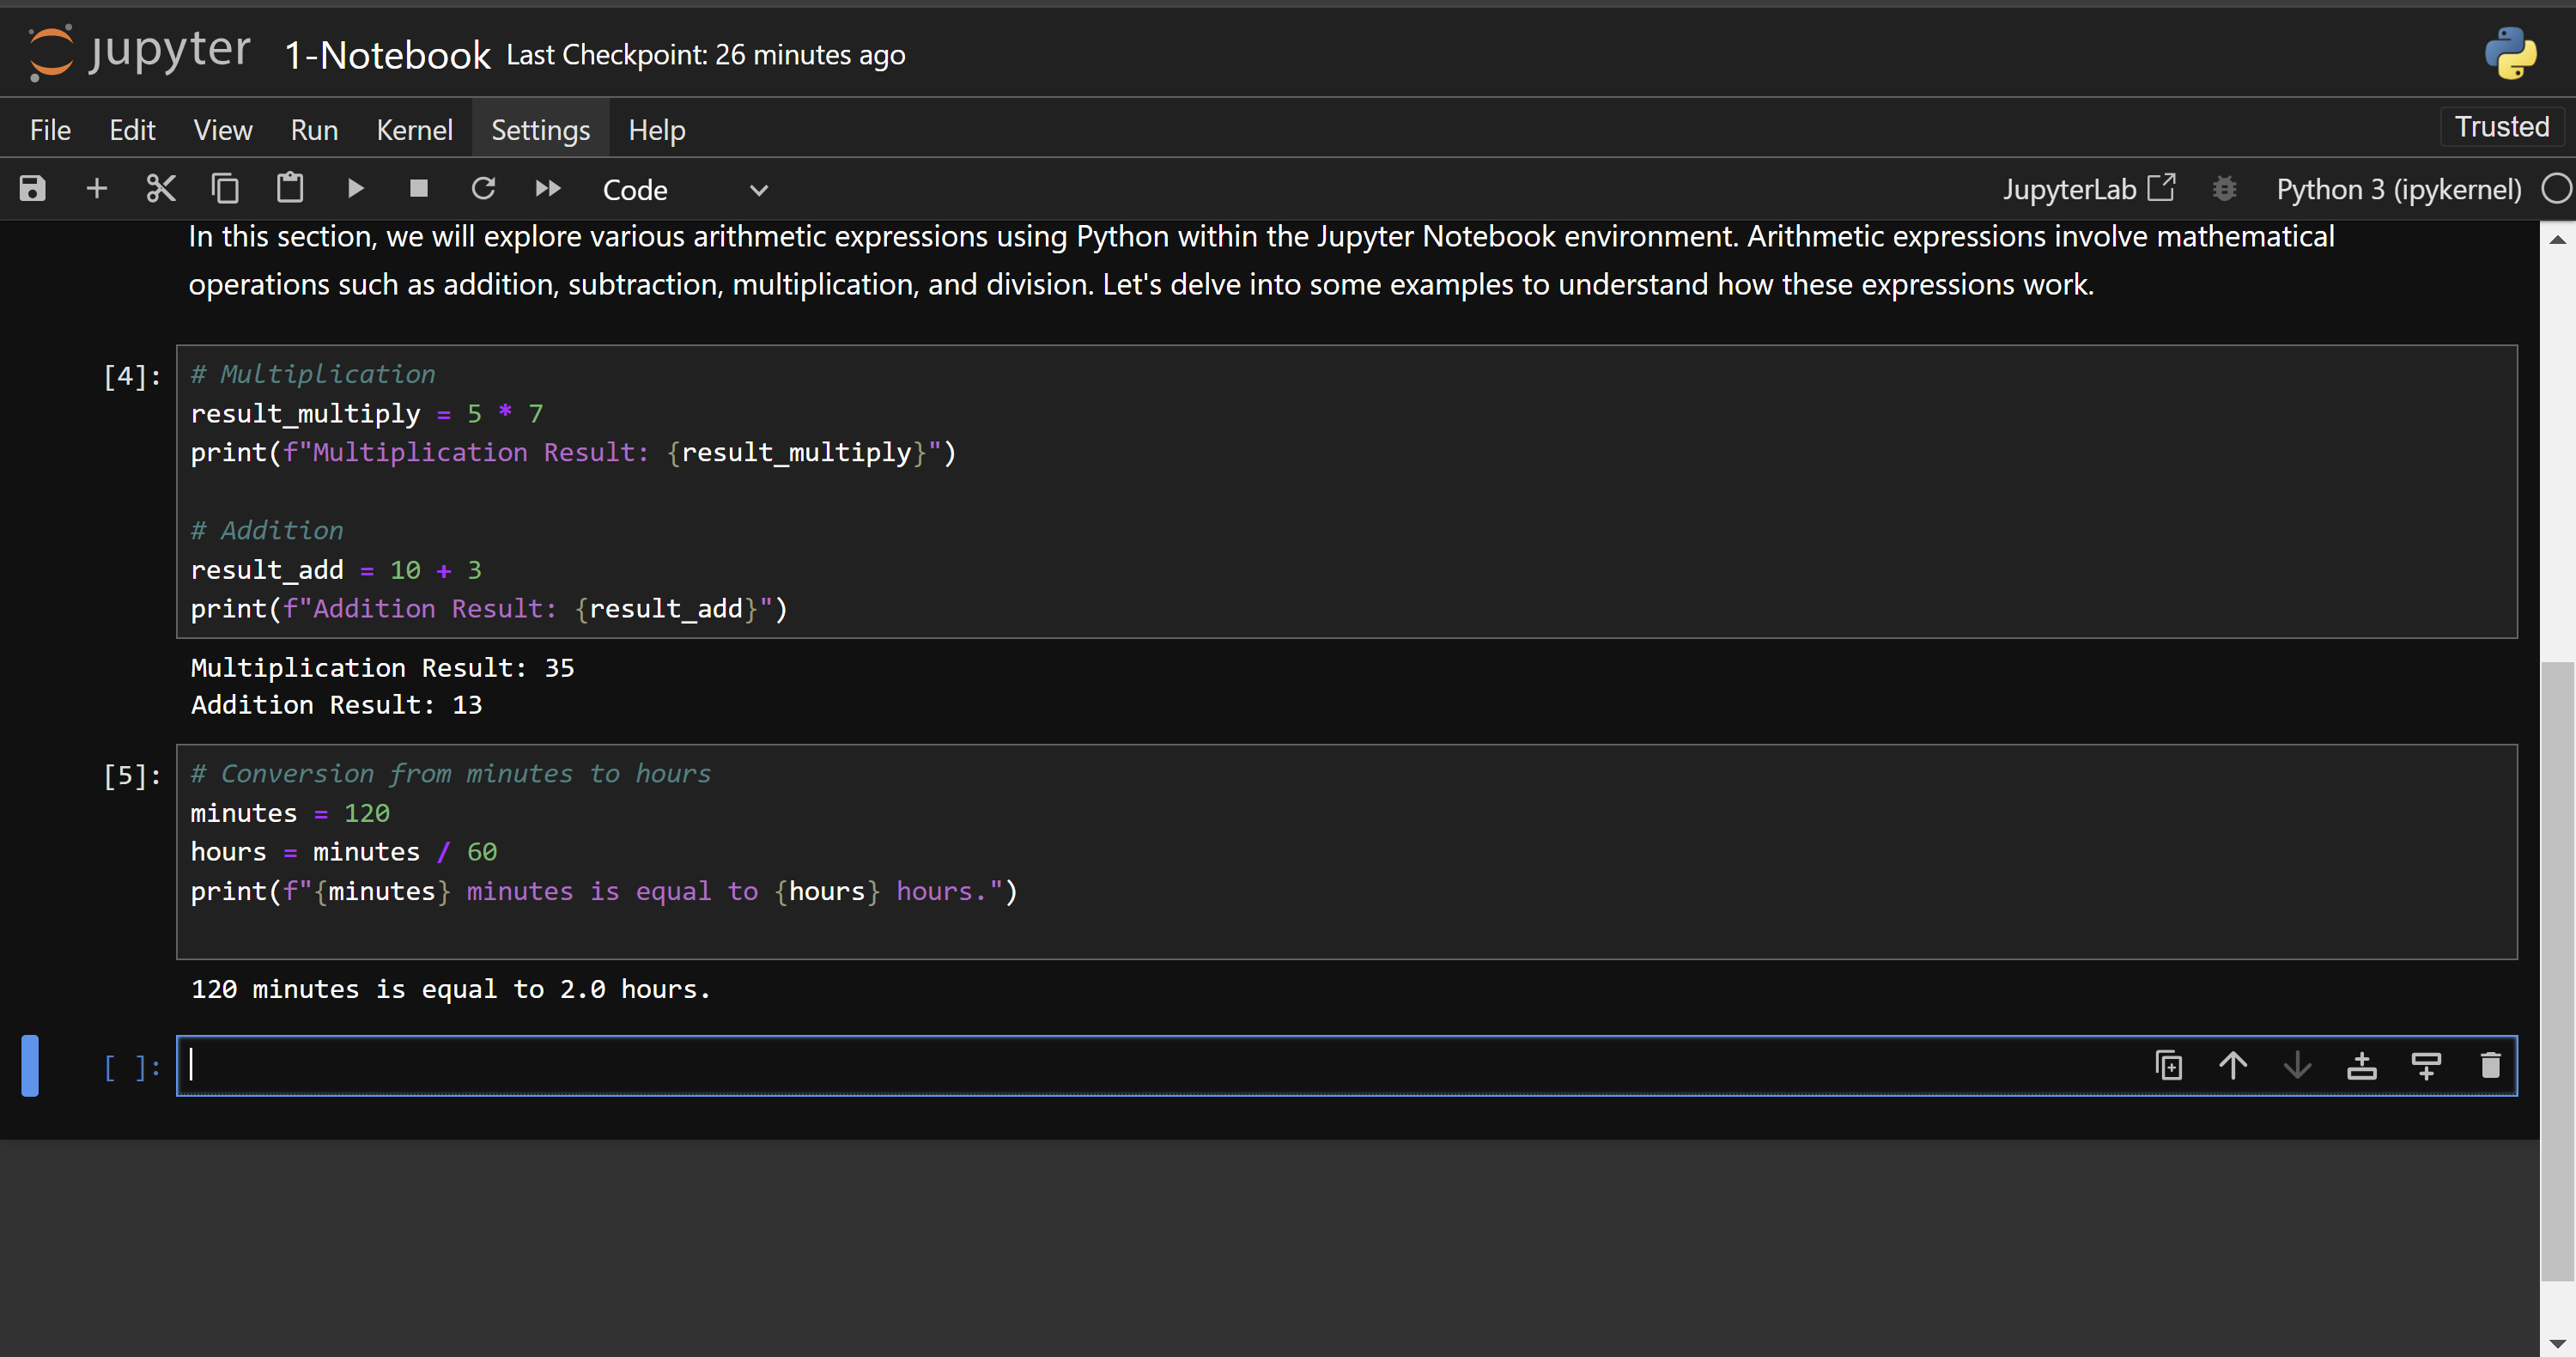 jupyter 1-Notebook Last Checkpoint: 26 minutes ago
File Edit View Run Kernel Settings Help Trusted
Code JupyterLab Python 3 (ipykernel)
In this section, we will explore various arithmetic expressions using Python within the Jupyter Notebook environment. Arithmetic expressions involve mathematical
operations such as addition, subtraction, multiplication, and division. Let's delve into some examples to understand how these expressions work.
[4]: # Multiplication
result_multiply = 5 * 7
print(f"Multiplication Result: {result_multiply}")
# Addition
result_add = 10 + 3
print(f"Addition Result: {result_add}")
Multiplication Result: 35
Addition Result: 13
[5]: # Conversion from minutes to hours
minutes = 120
hours = minutes / 60
print(f"{minutes} minutes is equal to {hours} hours.")
120 minutes is equal to 2.0 hours.
[ ]: